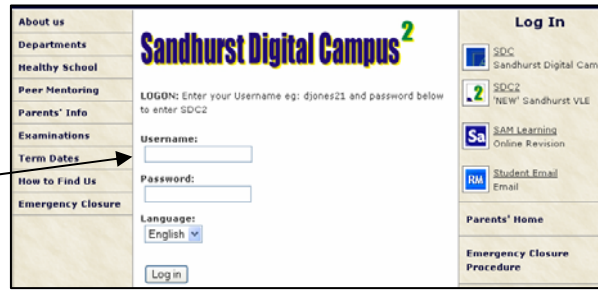 About us
Departments
Healthy School
Peer Mentoring
Parents' Info
Examinations
Term Dates
How to Find Us
Emergency Closure
Sandhurst Digital Campus 2
LOGON: Enter your Username eg: djones21 and password below
to enter SDC2
Username:
Password:
Language:
English
Log in
Log In
SDC
Sandhurst Digital Cam
.2
SDC2
'NEW' Sandhurst VLE
Sa
SAM Learning
Online Revision
RM
Student Email
Email
Parents' Home
Emergency Closure
Procedure